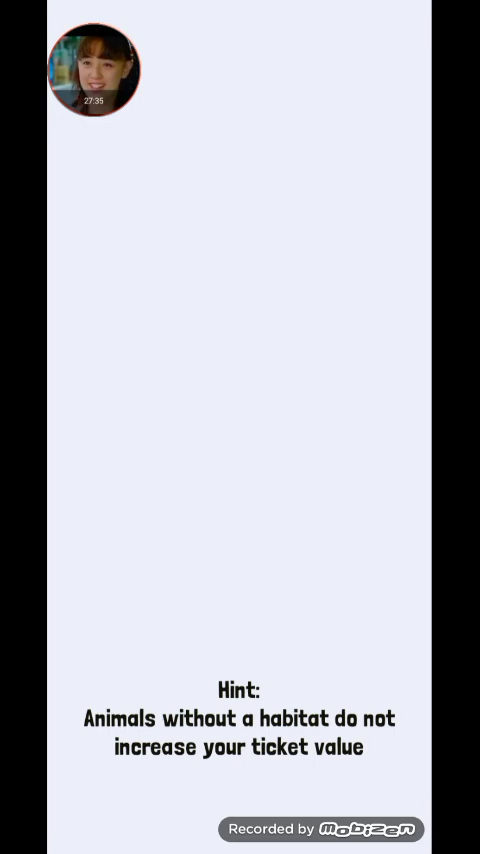 27:35
Hint:
Animals without a habitat do not
increase your ticket value
Recorded by Mobizen